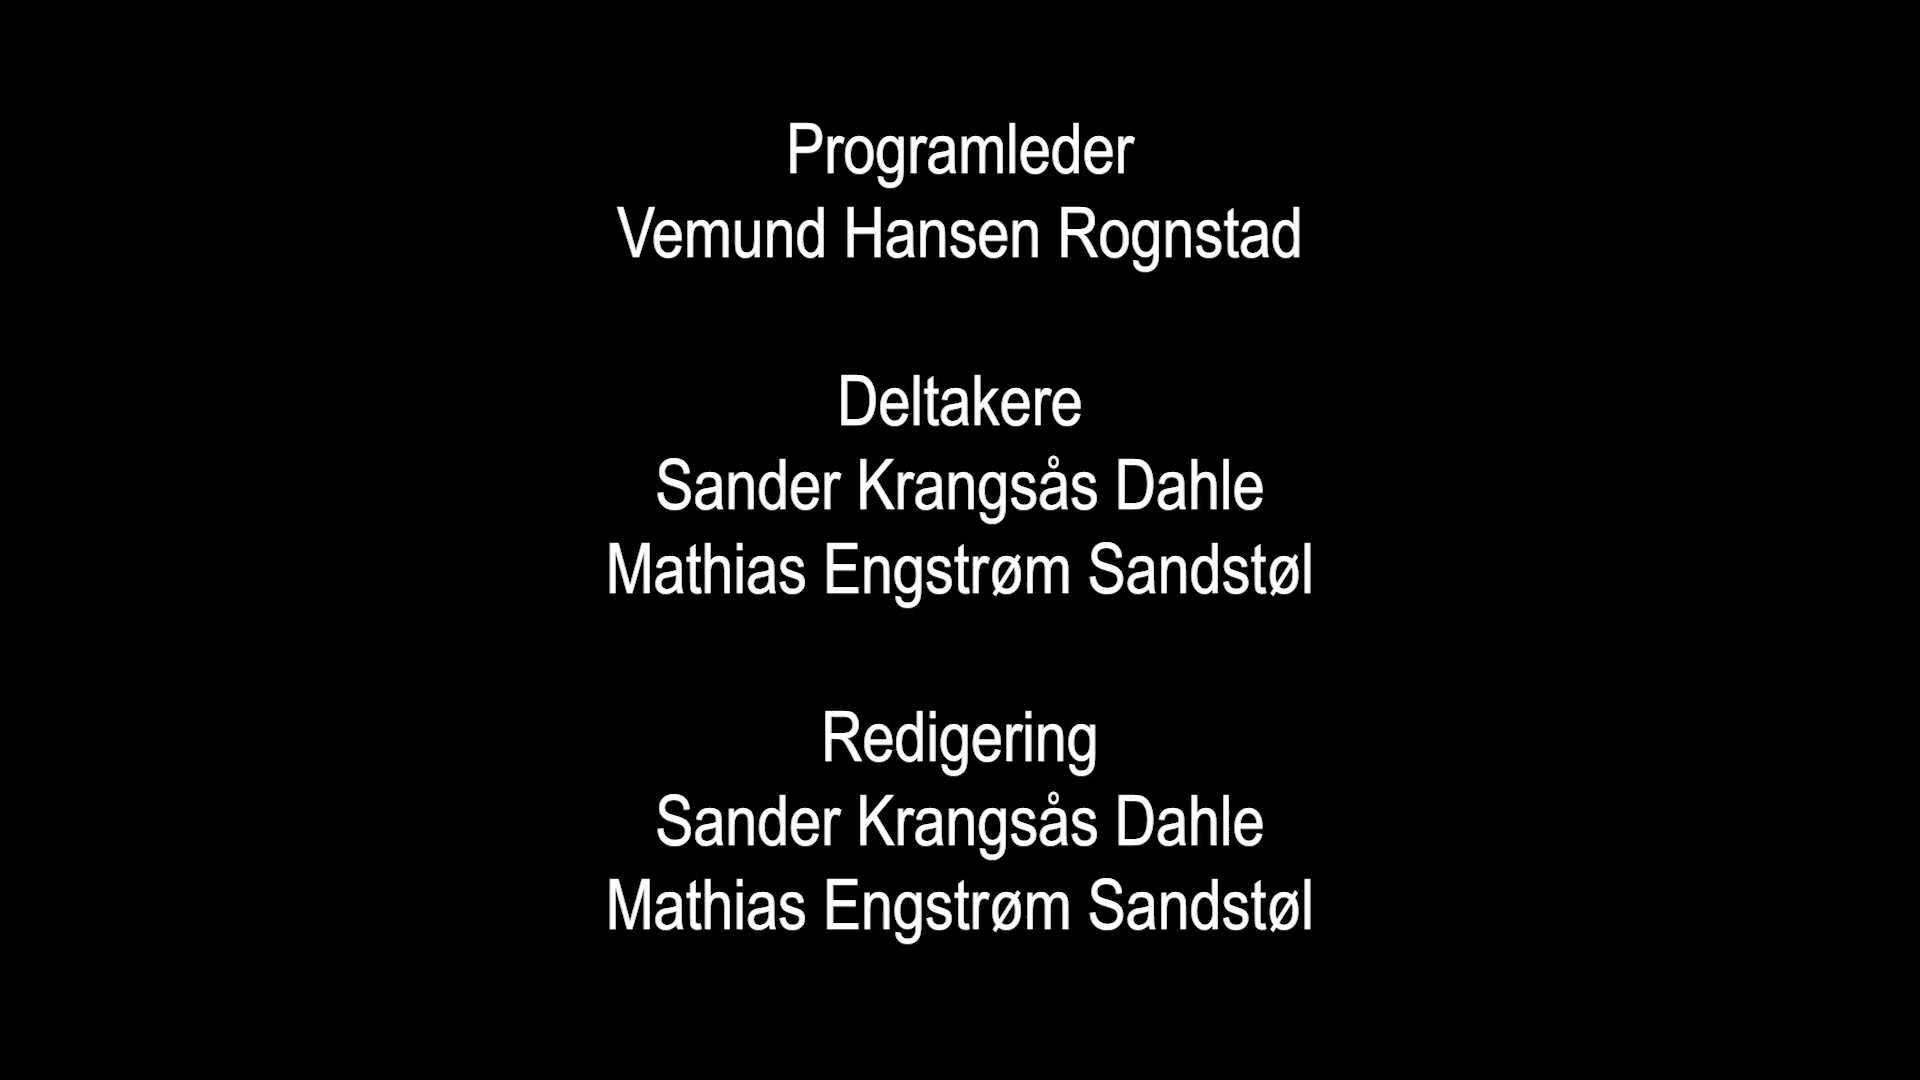 Programleder
Vemund Hansen Rognstad
Deltakere
Sander Krangsås Dahle
Mathias Engstrøm Sandstøl
Redigering
Sander Krangsås Dahle
Mathias Engstrøm Sandstøl